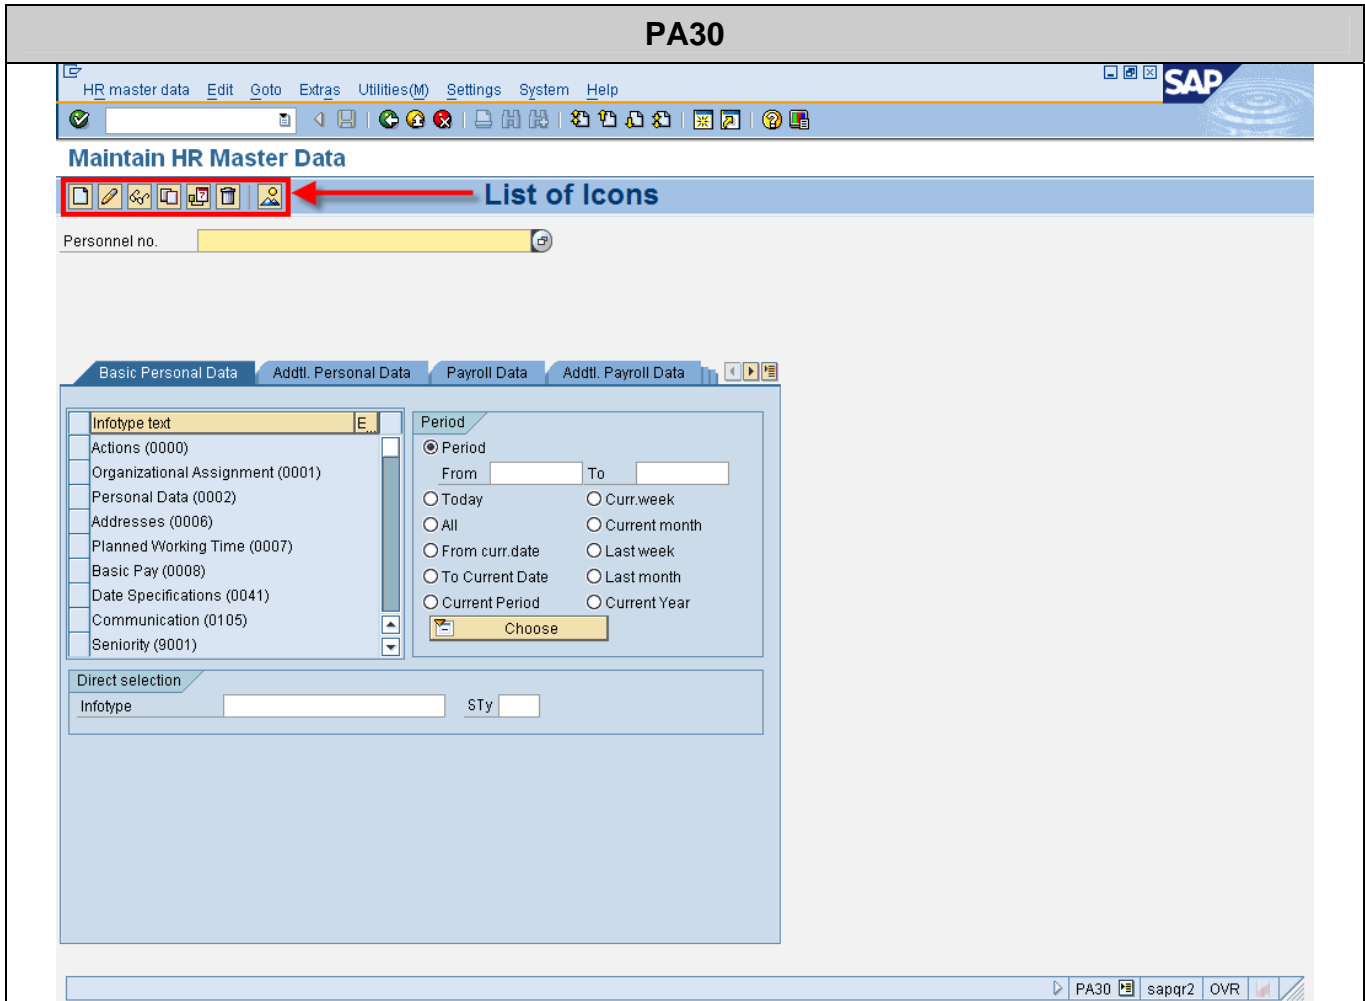 PA30
HR master data Edit Goto Extras Utilities(M) Settings System Help
SAP
Maintain HR Master Data
List of Icons
Personnel no.
Basic Personal Data Addtl. Personal Data Payroll Data Addtl. Payroll Data
Infotype text E...
Actions (0000)
Organizational Assignment (0001)
Personal Data (0002)
Addresses (0006)
Planned Working Time (0007)
Basic Pay (0008)
Date Specifications (0041)
Communication (0105)
Seniority (9001)
Period
Period
From To
Today Curr.week
All Current month
From curr.date Last week
To Current Date Last month
Current Period Current Year
Choose
Direct selection
Infotype STy
PA30 sapqr2 OVR